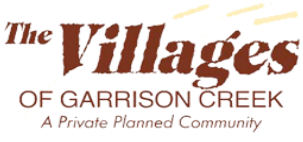 The Villages
OF GARRISON CREEK
A Private Planned Community